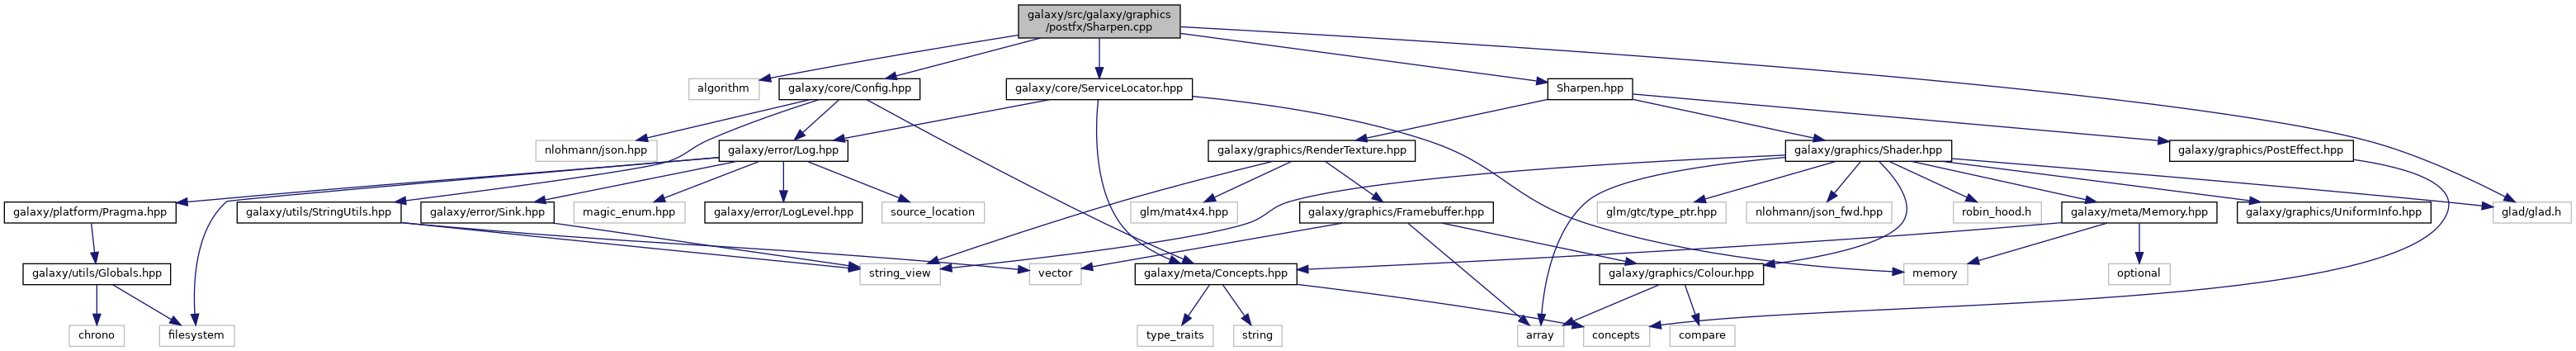 galaxy/src/galaxy/graphics
/postfx/Sharpen.cpp
algorithm
galaxy/core/Config.hpp
galaxy/core/ServiceLocator.hpp
Sharpen.hpp
nlohmann/json.hpp
galaxy/error/Log.hpp
galaxy/graphics/RenderTexture.hpp
galaxy/graphics/Shader.hpp
galaxy/graphics/PostEffect.hpp
galaxy/platform/Pragma.hpp
galaxy/utils/StringUtils.hpp
galaxy/error/Sink.hpp
magic_enum.hpp
galaxy/error/LogLevel.hpp
source_location
glm/mat4x4.hpp
galaxy/graphics/Framebuffer.hpp
glm/gtc/type_ptr.hpp
nlohmann/json_fwd.hpp
robin_hood.h
galaxy/meta/Memory.hpp
galaxy/graphics/UniformInfo.hpp
glad/glad.h
galaxy/utils/Globals.hpp
string_view
vector
galaxy/meta/Concepts.hpp
galaxy/graphics/Colour.hpp
memory
optional
chrono
filesystem
type_traits
string
array
concepts
compare